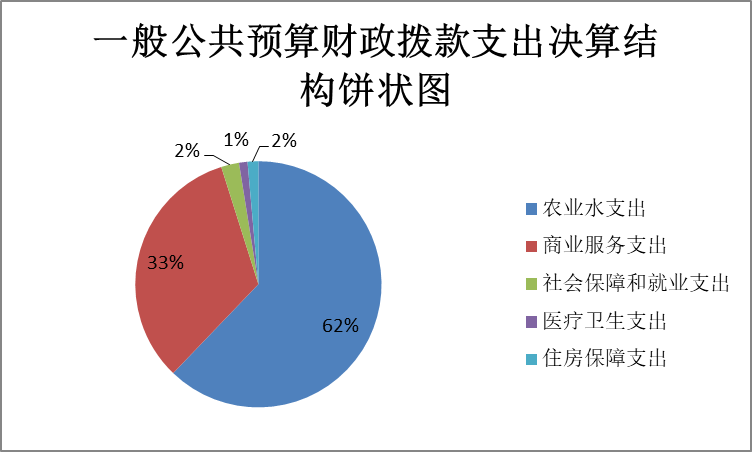 一般公共预算财政拨款支出决算结
构饼状图
2%
1%
2%
33%
62%
农业水支出
商业服务支出
社会保障和就业支出
医疗卫生支出
住房保障支出